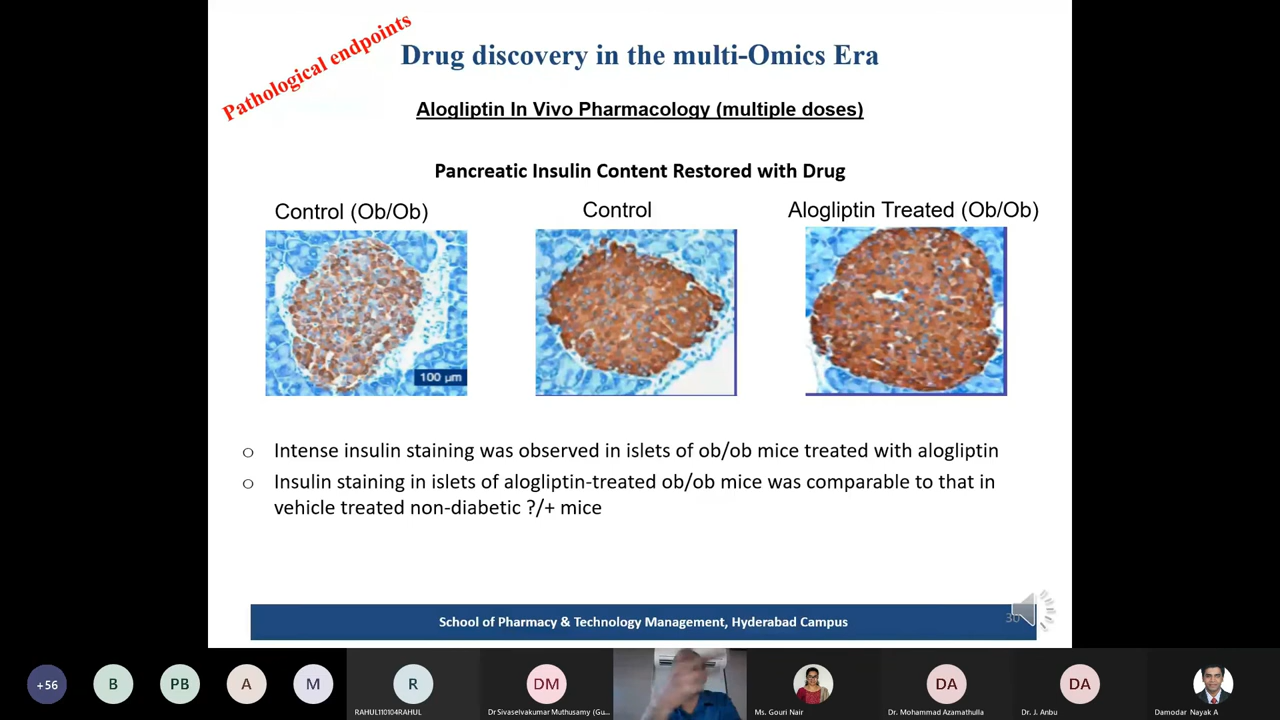 Pathological endpoints
Drug discovery in the multi-Omics Era
Alogliptin In Vivo Pharmacology (multiple doses)
Pancreatic Insulin Content Restored with Drug
Control (Ob/Ob)
Control
Alogliptin Treated (Ob/Ob)
100 µm
o Intense insulin staining was observed in islets of ob/ob mice treated with alogliptin
o Insulin staining in islets of alogliptin-treated ob/ob mice was comparable to that in
vehicle treated non-diabetic ?/+ mice
School of Pharmacy & Technology Management, Hyderabad Campus
30
+56
B
PB
A
M
R
DM
DA
DA
RAHUL110104RAHUL
Dr Sivaselvakumar Muthusamy (Gu...
Ms. Gouri Nair
Dr. Mohammad Azamathulla
Dr. J. Anbu
Damodar Nayak A